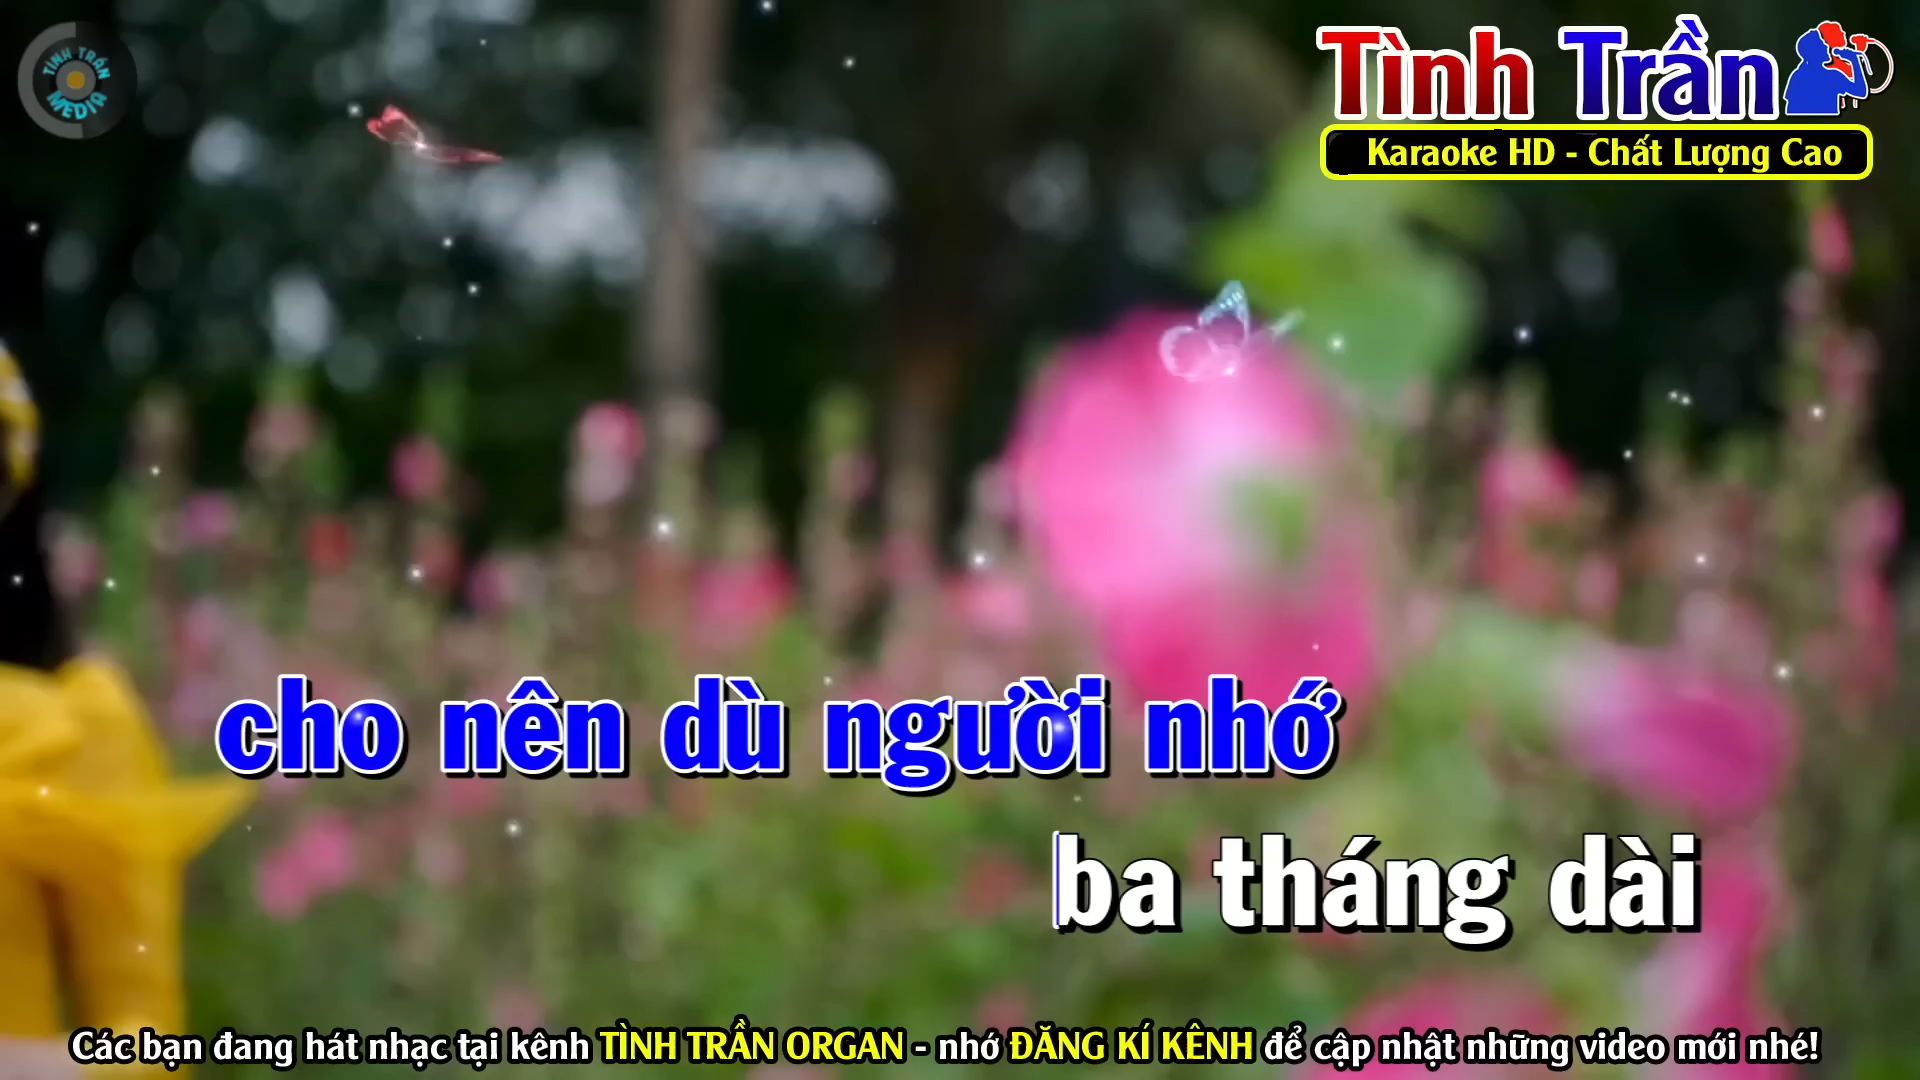 TÌNH TRẦN
MEDIA
Tình Trần
Karaoke HD - Chất Lượng Cao
cho nên dù người nhớ
ba tháng dài
Các bạn đang hát nhạc tại kênh TÌNH TRẦN ORGAN - nhớ ĐĂNG KÍ KÊNH để cập nhật những video mới nhé!